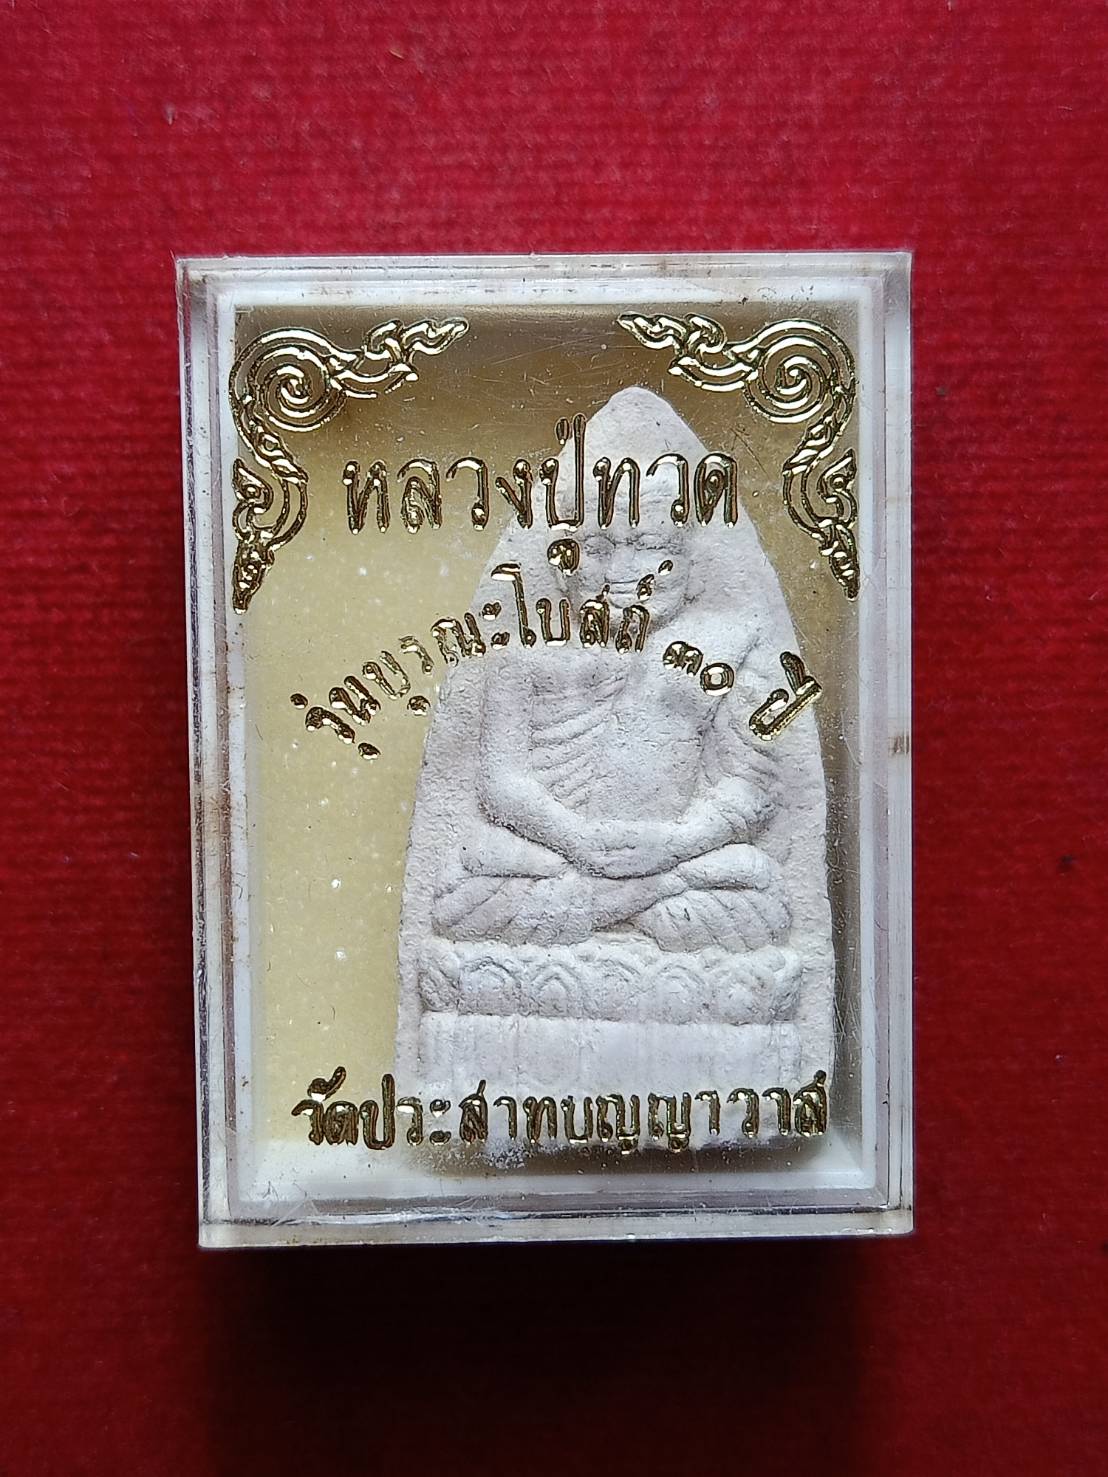 หลวงปู่ทวด
รุ่นบูรณะโบสถ์ ๓๐ ปี
วัดประสาทบุญญาวาส